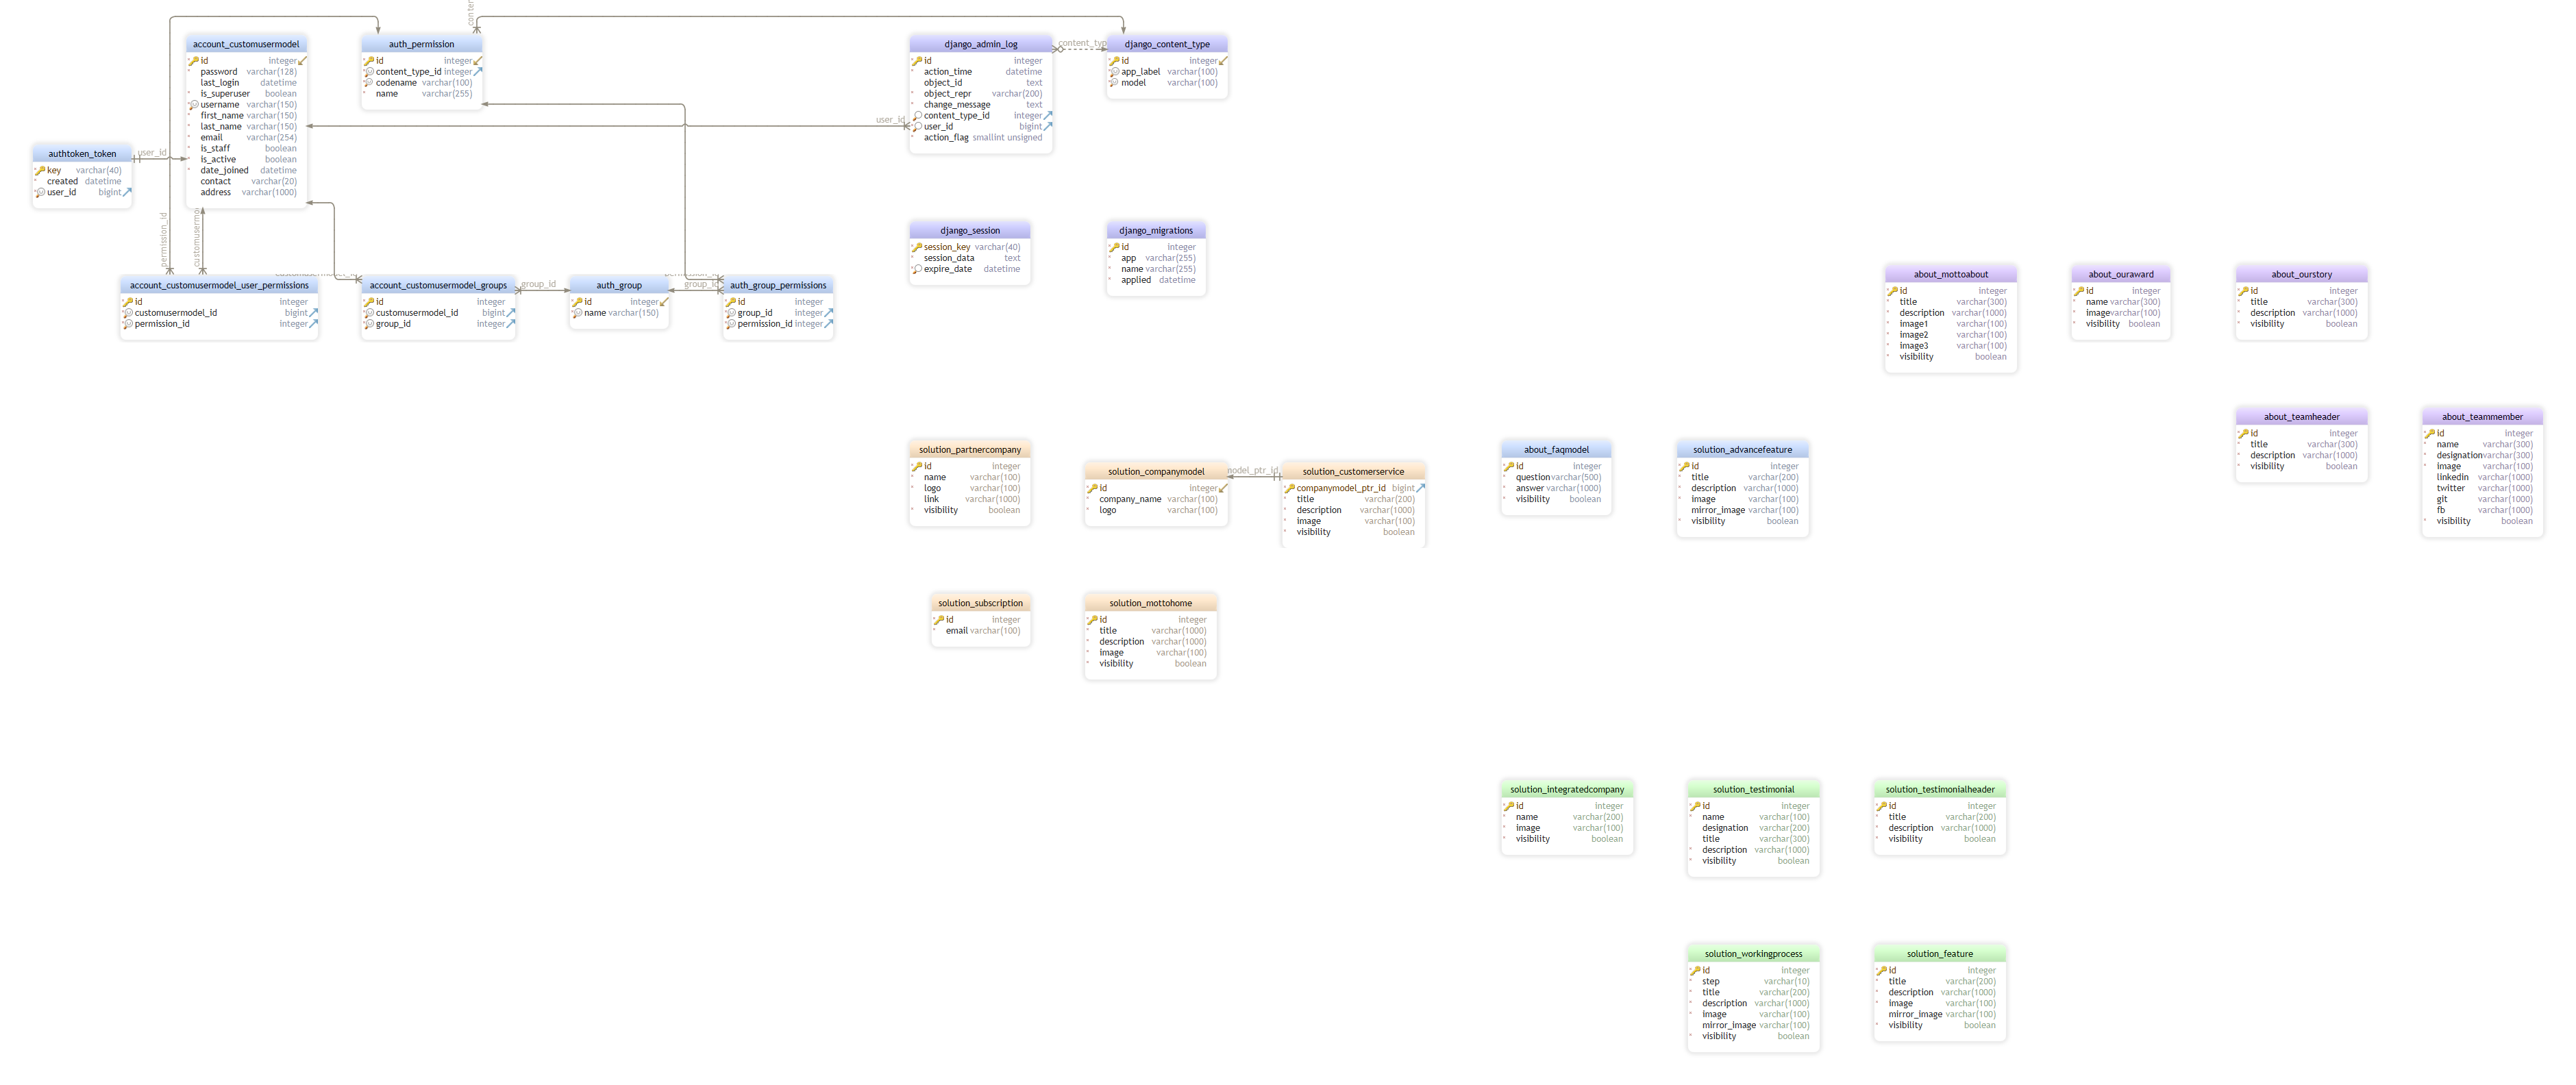 account_customusermodel
id integer
password varchar(128)
last_login datetime
is_superuser boolean
username varchar(150)
first_name varchar(150)
last_name varchar(150)
email varchar(254)
is_staff boolean
is_active boolean
date_joined datetime
contact varchar(20)
address varchar(1000)
auth_permission
id integer
content_type_id integer
codename varchar(100)
name varchar(255)
django_admin_log
id integer
action_time datetime
object_id text
object_repr varchar(200)
change_message text
content_type_id integer
user_id bigint
action_flag smallint unsigned
content_typ
django_content_type
id integer
app_label varchar(100)
model varchar(100)
user_id
authtoken_token
key varchar(40)
created datetime
user_id bigint
user_id
permission_id
customusermo
django_session
session_key varchar(40)
session_data text
expire_date datetime
django_migrations
id integer
app varchar(255)
name varchar(255)
applied datetime
account_customusermodel_user_permissions
id integer
customusermodel_id bigint
permission_id integer
account_customusermodel_groups
id integer
customusermodel_id bigint
group_id integer
group_id
auth_group
id integer
name varchar(150)
group_id
auth_group_permissions
id integer
group_id integer
permission_id integer
about_mottoabout
id integer
title varchar(300)
description varchar(1000)
image1 varchar(100)
image2 varchar(100)
image3 varchar(100)
visibility boolean
about_ouraward
id integer
name varchar(300)
image varchar(100)
visibility boolean
about_ourstory
id integer
title varchar(300)
description varchar(1000)
visibility boolean
about_teamheader
id integer
title varchar(300)
description varchar(1000)
visibility boolean
about_teammember
id integer
name varchar(300)
designation varchar(300)
image varchar(100)
linkedin varchar(1000)
twitter varchar(1000)
git varchar(1000)
fb varchar(1000)
visibility boolean
solution_partnercompany
id integer
name varchar(100)
logo varchar(100)
link varchar(1000)
visibility boolean
solution_companymodel
id integer
company_name varchar(100)
logo varchar(100)
model_ptr_id
solution_customerservice
companymodel_ptr_id bigint
title varchar(200)
description varchar(1000)
image varchar(100)
visibility boolean
about_faqmodel
id integer
question varchar(500)
answer varchar(1000)
visibility boolean
solution_advancefeature
id integer
title varchar(200)
description varchar(1000)
image varchar(100)
mirror_image varchar(100)
visibility boolean
solution_subscription
id integer
email varchar(100)
solution_mottohome
id integer
title varchar(1000)
description varchar(1000)
image varchar(100)
visibility boolean
solution_integratedcompany
id integer
name varchar(200)
image varchar(100)
visibility boolean
solution_testimonial
id integer
name varchar(100)
designation varchar(200)
title varchar(300)
description varchar(1000)
visibility boolean
solution_testimonialheader
id integer
title varchar(200)
description varchar(1000)
visibility boolean
solution_workingprocess
id integer
step varchar(10)
title varchar(200)
description varchar(1000)
image varchar(100)
mirror_image varchar(100)
visibility boolean
solution_feature
id integer
title varchar(200)
description varchar(1000)
image varchar(100)
mirror_image varchar(100)
visibility boolean